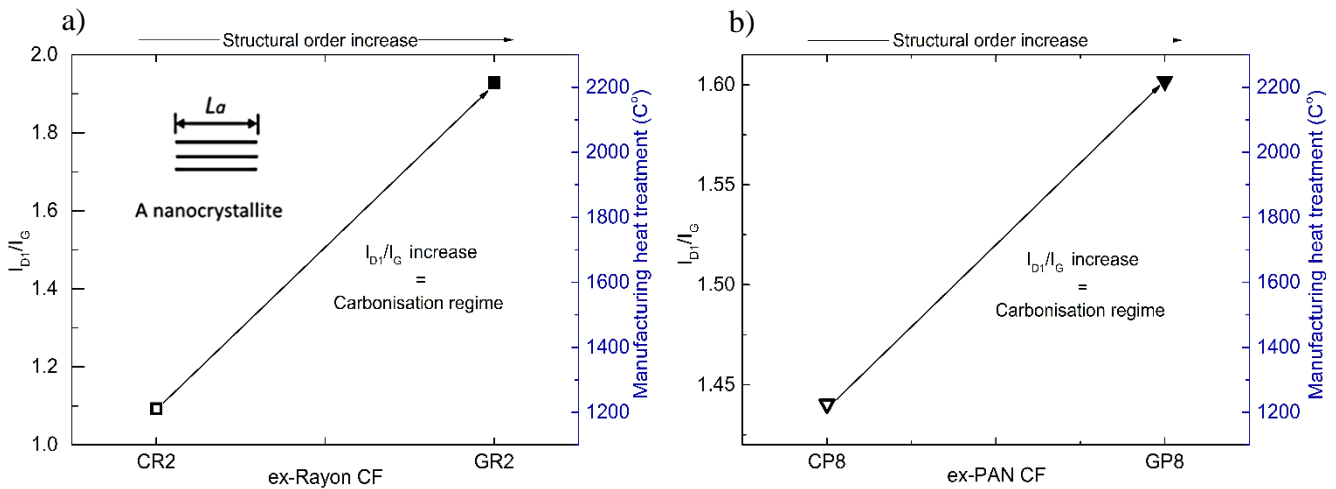 a)
Structural order increase
2.0
1.8
1.6
1.4
1.2
1.0
I_D1/I_G
La
A nanocrystallite
I_D1/I_G increase
=
Carbonisation regime
2200
2000
1800
1600
1400
1200
Manufacturing heat treatment (C°)
CR2
GR2
ex-Rayon CF
b)
Structural order increase
1.60
1.55
1.50
1.45
I_D1/I_G
I_D1/I_G increase
=
Carbonisation regime
2200
2000
1800
1600
1400
1200
Manufacturing heat treatment (C°)
CP8
GP8
ex-PAN CF